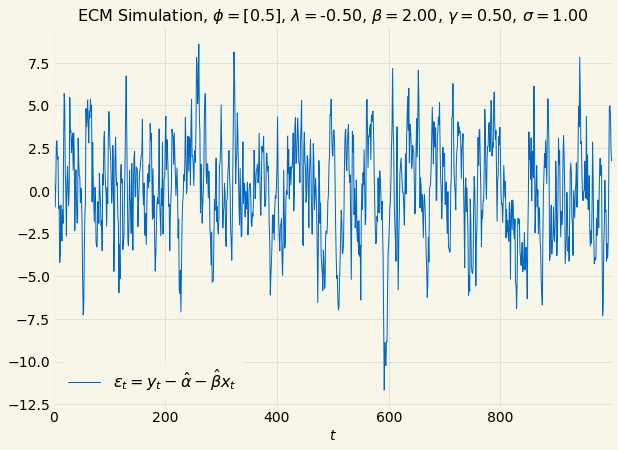 ECM Simulation, ϕ = [0.5], λ = -0.50, β = 2.00, γ = 0.50, σ = 1.00
7.5
5.0
2.5
0.0
−2.5
−5.0
−7.5
−10.0
−12.5
εₜ = yₜ − α̂ − β̂xₜ
0 200 400 600 800
t